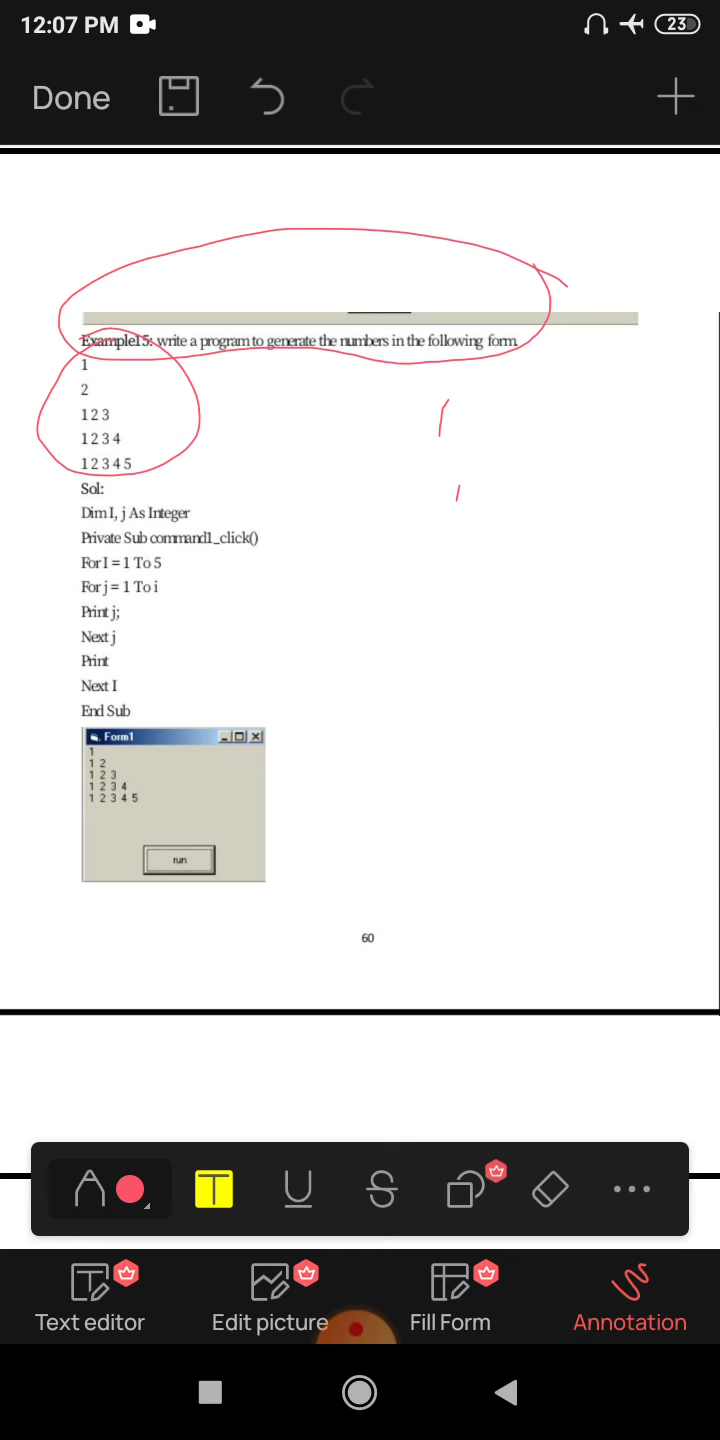 12:07 PM
23
Done
Example15: write a program to generate the numbers in the following form.
1
2
1 2 3
1 2 3 4
1 2 3 4 5
Sol:
Dim I, j As Integer
Private Sub command1_click()
For I = 1 To 5
For j = 1 To i
Print j;
Next j
Print
Next I
End Sub
Form1
1
1 2
1 2 3
1 2 3 4
1 2 3 4 5
run
60
T U S
Text editor Edit picture Fill Form Annotation